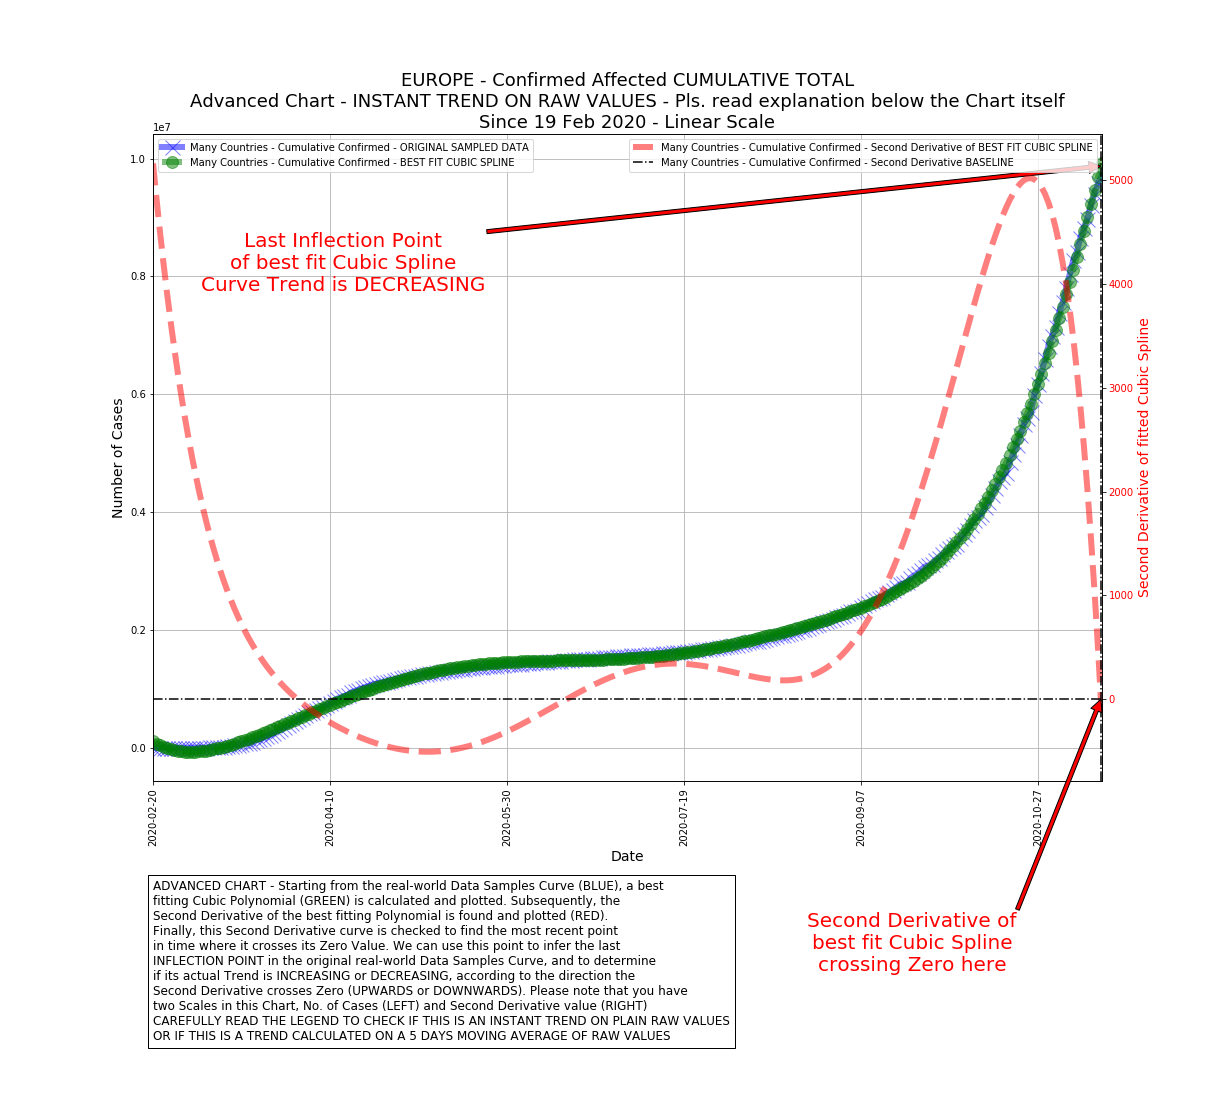 EUROPE - Confirmed Affected CUMULATIVE TOTAL
Advanced Chart - INSTANT TREND ON RAW VALUES - Pls. read explanation below the Chart itself
Since 19 Feb 2020 - Linear Scale
1e7
Many Countries - Cumulative Confirmed - ORIGINAL SAMPLED DATA
Many Countries - Cumulative Confirmed - BEST FIT CUBIC SPLINE
Many Countries - Cumulative Confirmed - Second Derivative of BEST FIT CUBIC SPLINE
Many Countries - Cumulative Confirmed - Second Derivative BASELINE
Last Inflection Point
of best fit Cubic Spline
Curve Trend is DECREASING
Number of Cases
1.0
0.8
0.6
0.4
0.2
0.0
5000
4000
3000
2000
1000
0
Second Derivative of fitted Cubic Spline
2020-02-20
2020-04-10
2020-05-30
2020-07-19
2020-09-07
2020-10-27
Date
ADVANCED CHART - Starting from the real-world Data Samples Curve (BLUE), a best
fitting Cubic Polynomial (GREEN) is calculated and plotted. Subsequently, the
Second Derivative of the best fitting Polynomial is found and plotted (RED).
Finally, this Second Derivative curve is checked to find the most recent point
in time where it crosses its Zero Value. We can use this point to infer the last
INFLECTION POINT in the original real-world Data Samples Curve, and to determine
if its actual Trend is INCREASING or DECREASING, according to the direction the
Second Derivative crosses Zero (UPWARDS or DOWNWARDS). Please note that you have
two Scales in this Chart, No. of Cases (LEFT) and Second Derivative value (RIGHT)
CAREFULLY READ THE LEGEND TO CHECK IF THIS IS AN INSTANT TREND ON PLAIN RAW VALUES
OR IF THIS IS A TREND CALCULATED ON A 5 DAYS MOVING AVERAGE OF RAW VALUES
Second Derivative of
best fit Cubic Spline
crossing Zero here